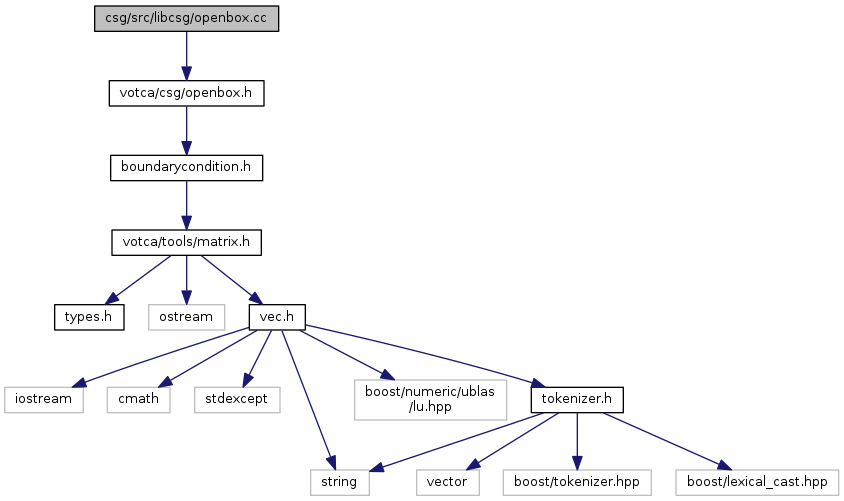 csg/src/libcsg/openbox.cc
votca/csg/openbox.h
boundarycondition.h
votca/tools/matrix.h
types.h
ostream
vec.h
iostream
cmath
stdexcept
boost/numeric/ublas
/lu.hpp
tokenizer.h
string
vector
boost/tokenizer.hpp
boost/lexical_cast.hpp